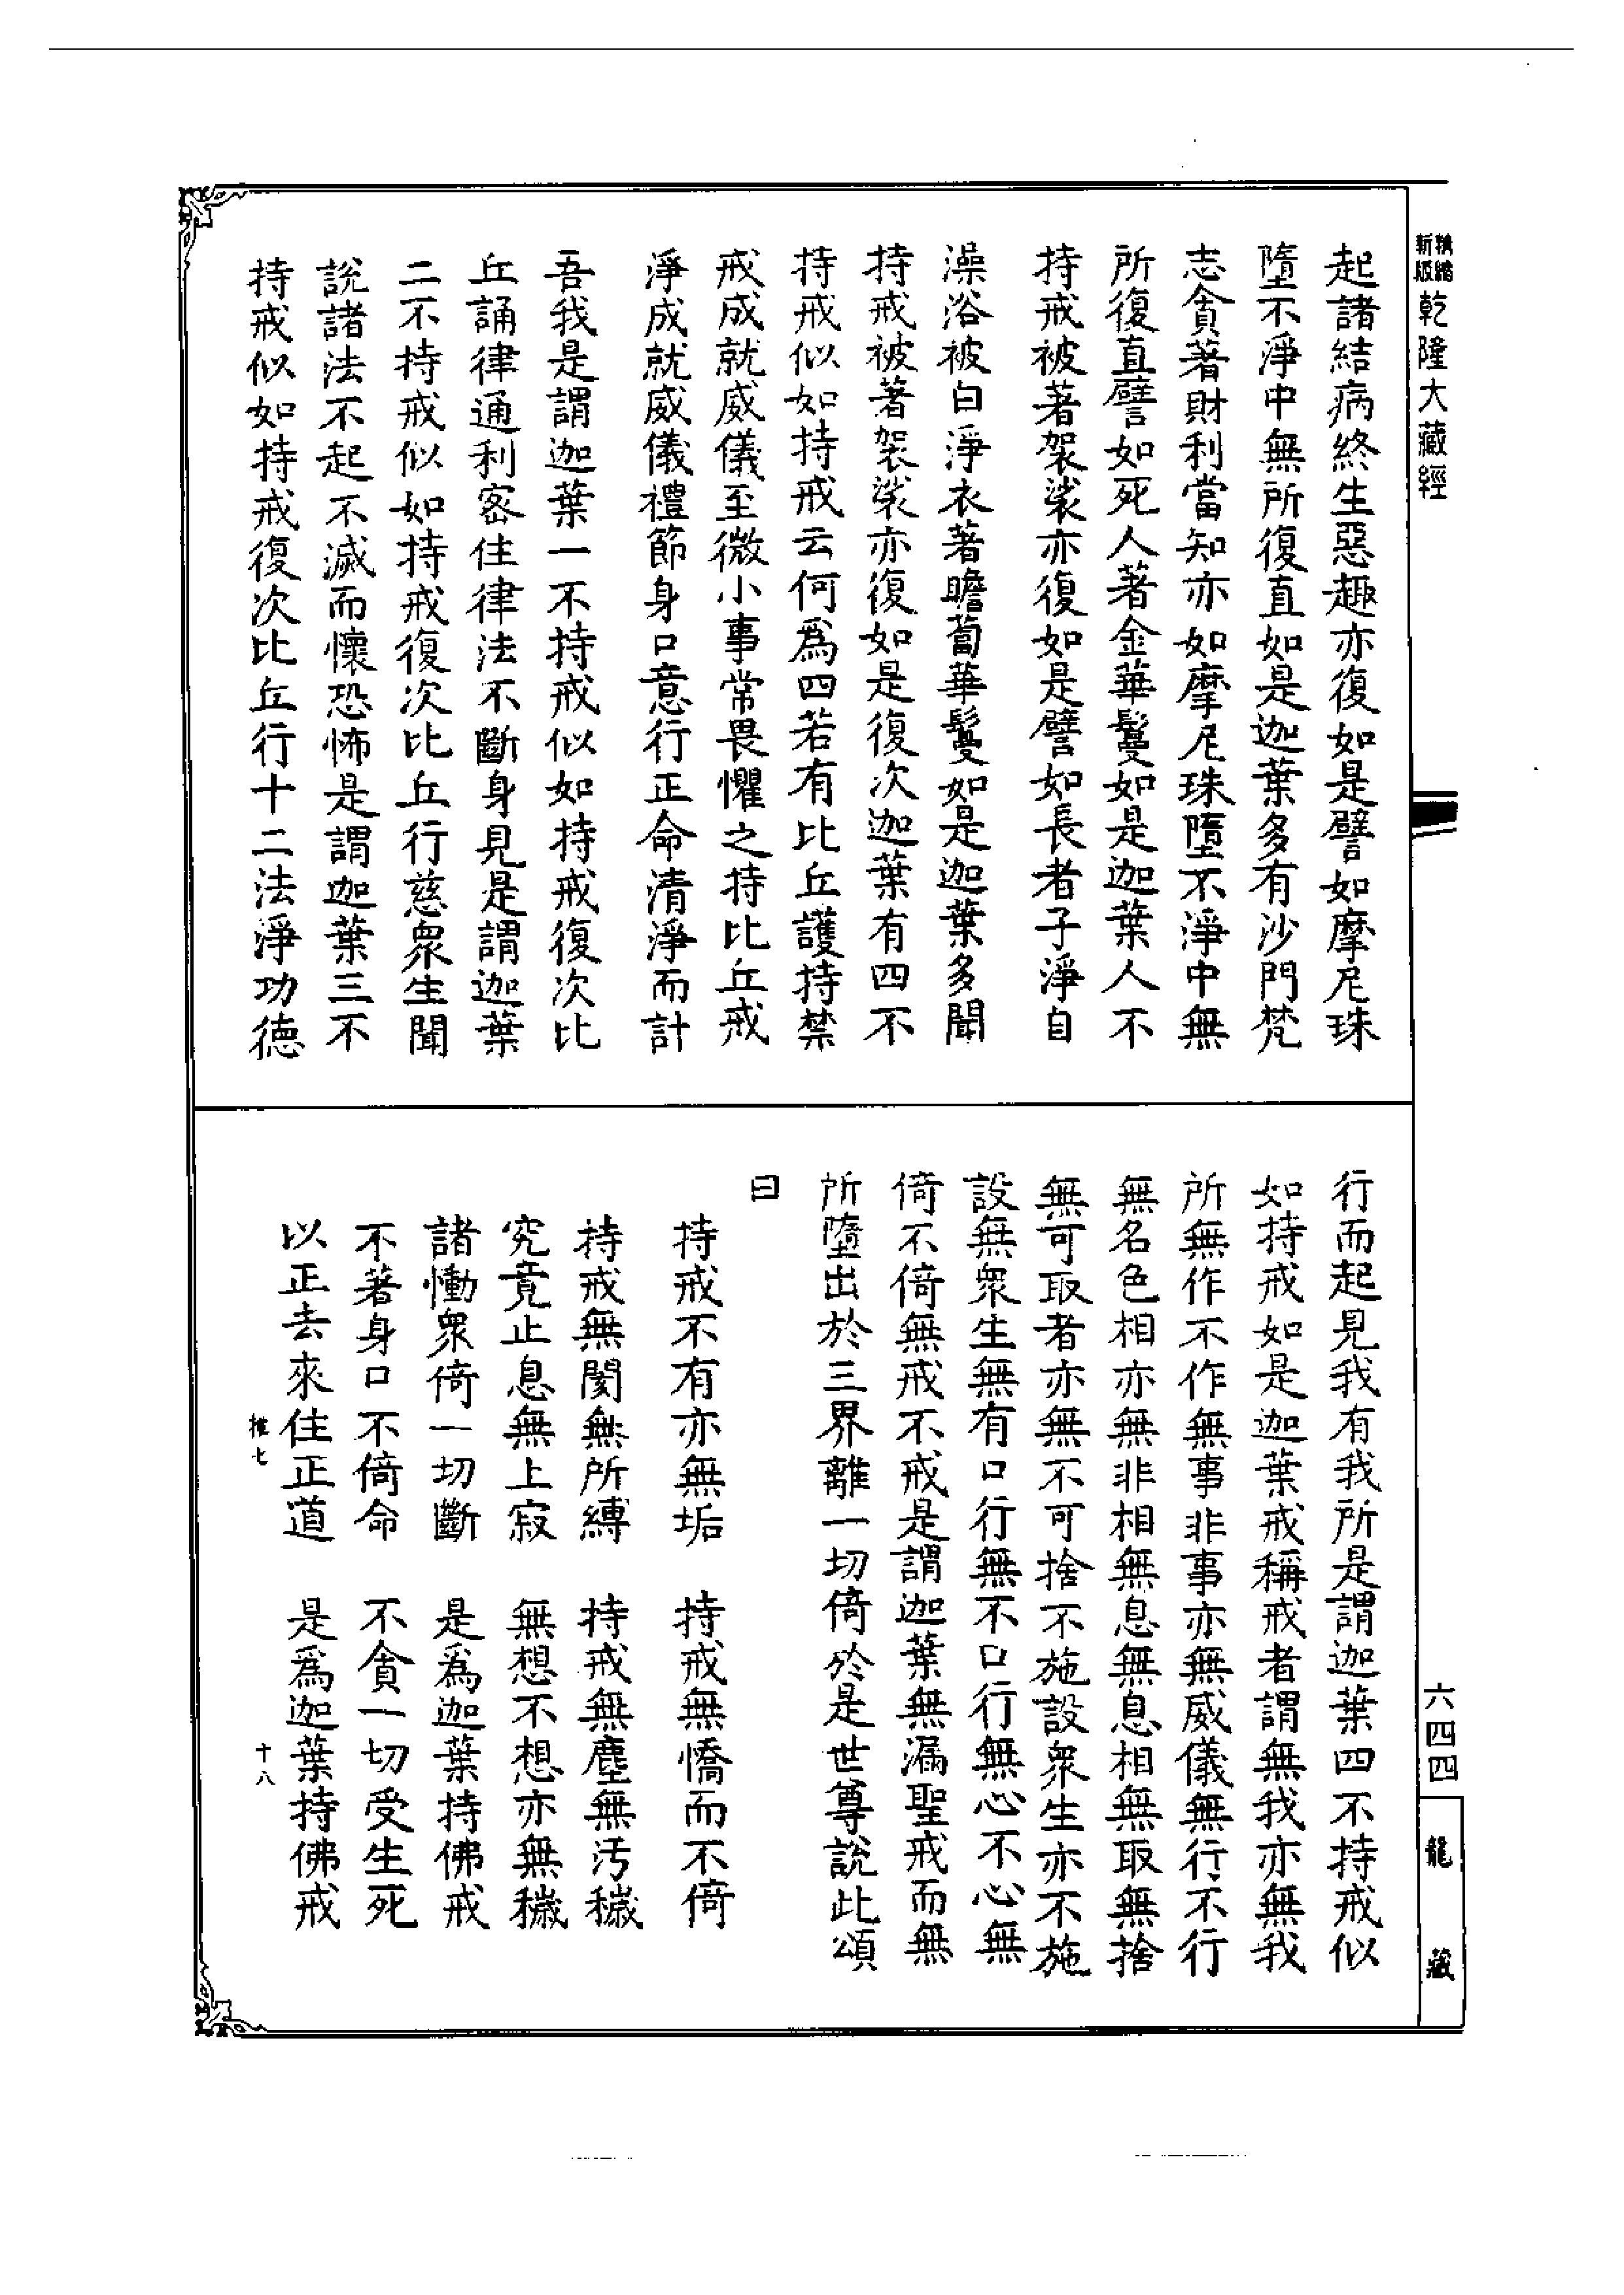 精縮新版乾隆大藏經
起諸結病終生惡趣亦復如是譬如摩尼珠
墮不淨中無所復直如是迦葉多有沙門梵
志貪著財利當知亦如摩尼珠墮不淨中無
所復直譬如死人著金華鬘如是迦葉人不
持戒被著袈裟亦復如是譬如長者子淨自
澡浴被白淨衣著瞻蔔華鬘如是迦葉多聞
持戒被著袈裟亦復如是復次迦葉有四不
持戒似如持戒云何爲四若有比丘護持禁
戒成就威儀至微小事常畏懼之持比丘戒
淨成就威儀禮節身口意行正命清淨而計
吾我是謂迦葉一不持戒似如持戒復次比
丘誦律通利密住律法不斷身見是謂迦葉
二不持戒似如持戒復次比丘行慈衆生聞
說諸法不起不滅而懷恐怖是謂迦葉三不
持戒似如持戒復次比丘行十二法淨功德
行而起見我有我所是謂迦葉四不持戒似
如持戒如是迦葉戒稱戒者謂無我亦無我
所無作不作無事非事亦無威儀無行不行
無名色相亦無非相無息無息相無取無捨
無可取者亦無不可捨不施設衆生亦不施
設無衆生無有口行無不口行無心不心無
倚不倚無戒不戒是謂迦葉無漏聖戒而無
所墮出於三界離一切倚於是世尊說此頌
曰
持戒不有亦無垢　持戒無憍而不倚
持戒無闇無所縛　持戒無塵無汚穢
究竟止息無上寂　無想不想亦無穢
諸慟衆倚一切斷　是爲迦葉持佛戒
不著身口不倚命　不貪一切受生死
以正去來住正道　是爲迦葉持佛戒
推七　十八
六四四
龍藏